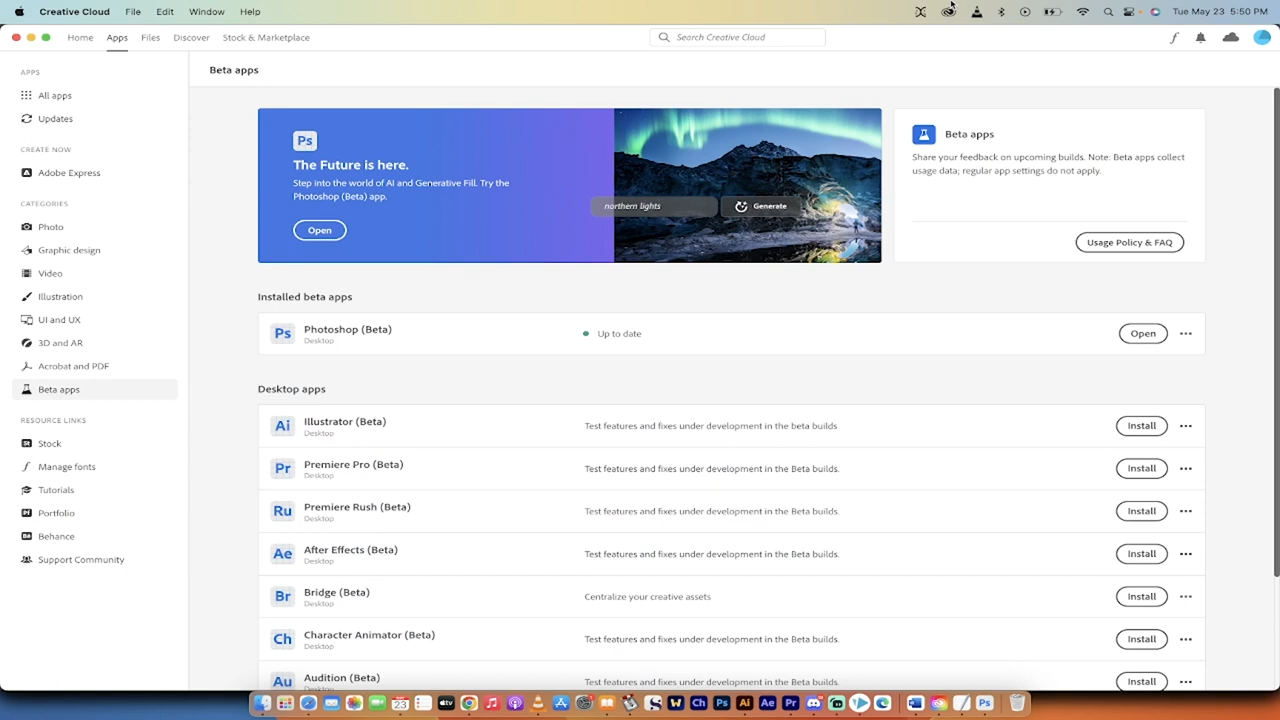 Creative Cloud File Edit Window Help
Tue May 23 5:50 PM
Home Apps Files Discover Stock & Marketplace
Search Creative Cloud
APPS
All apps
Updates
CREATE NOW
Adobe Express
CATEGORIES
Photo
Graphic design
Video
Illustration
UI and UX
3D and AR
Acrobat and PDF
Beta apps
RESOURCE LINKS
Stock
Manage fonts
Tutorials
Portfolio
Behance
Support Community
Beta apps
Ps
The Future is here.
Step into the world of AI and Generative Fill. Try the
Photoshop (Beta) app.
Open
northern lights
Generate
Beta apps
Share your feedback on upcoming builds. Note: Beta apps collect
usage data; regular app settings do not apply.
Usage Policy & FAQ
Installed beta apps
Ps Photoshop (Beta) Up to date Open
Desktop
Desktop apps
Ai Illustrator (Beta) Test features and fixes under development in the beta builds Install
Desktop
Pr Premiere Pro (Beta) Test features and fixes under development in the Beta builds. Install
Desktop
Ru Premiere Rush (Beta) Test features and fixes under development in the Beta builds. Install
Desktop
Ae After Effects (Beta) Test features and fixes under development in the Beta builds. Install
Desktop
Br Bridge (Beta) Centralize your creative assets Install
Desktop
Ch Character Animator (Beta) Test features and fixes under development in the Beta builds. Install
Desktop
Au Audition (Beta) Test features and fixes under development in the Beta builds. Install
Desktop
23 tv W Ch Ps Ai Ae Pr Ps